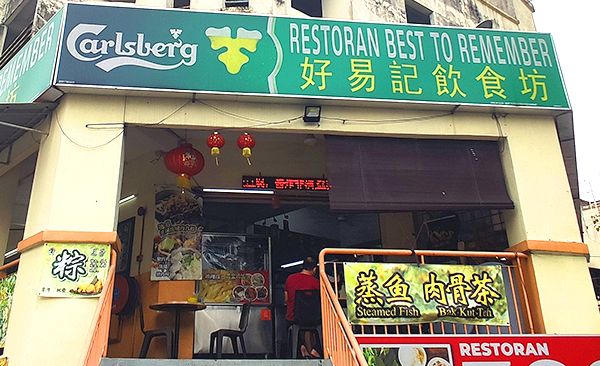 Carlsberg
RESTORAN BEST TO REMEMBER
好易記飲食坊
REMEMBER
粽
蒸鱼 肉骨茶
Steamed Fish Bak-Kut-Teh
RESTORAN